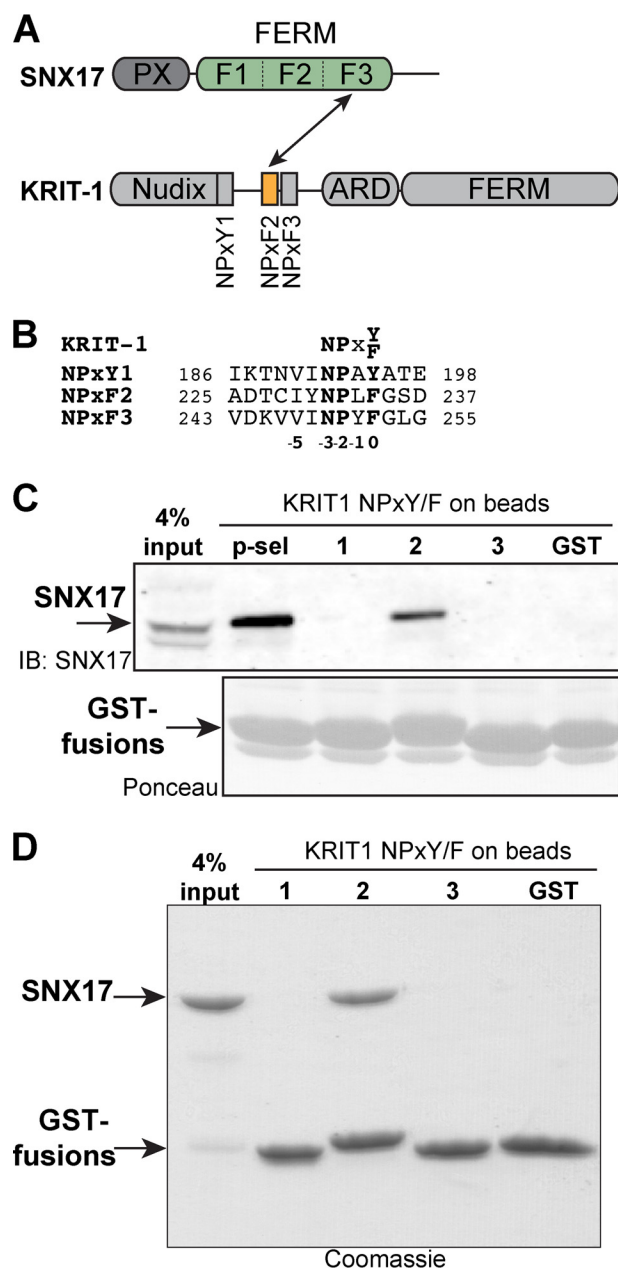 A
FERM
SNX17 PX F1 F2 F3
KRIT-1 Nudix ARD FERM
NPxY1 NPxF2 NPxF3
B
KRIT-1 NPxY/F
NPxY1 186 IKTNVINPAYATE 198
NPxF2 225 ADTCIYNPLFGSD 237
NPxF3 243 VDKVVINPYFGLG 255
-5 -3-2-1 0
C
KRIT1 NPxY/F on beads
4%
input p-sel 1 2 3 GST
SNX17
IB: SNX17
GST-
fusions
Ponceau
D
KRIT1 NPxY/F on beads
4%
input 1 2 3 GST
SNX17
GST-
fusions
Coomassie